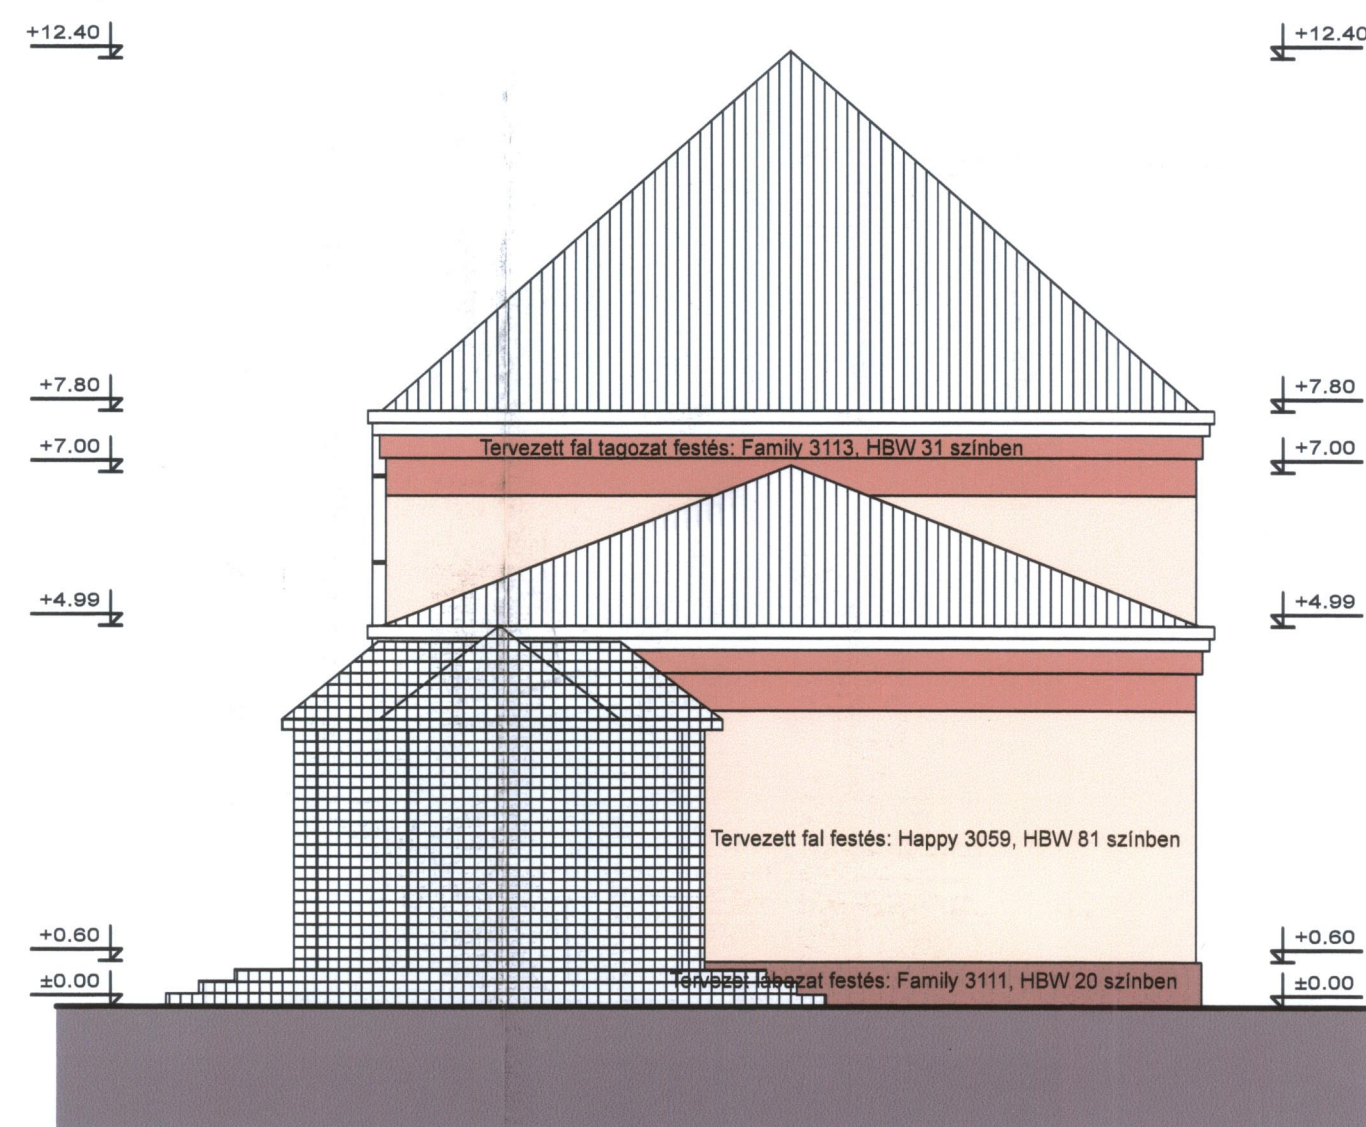 +12.40 +12.40
+7.80 +7.80
+7.00 +7.00
Tervezett fal tagozat festés: Family 3113, HBW 31 színben
+4.99 +4.99
Tervezett fal festés: Happy 3059, HBW 81 színben
+0.60 +0.60
Tervezet lábazat festés: Family 3111, HBW 20 színben
±0.00 ±0.00